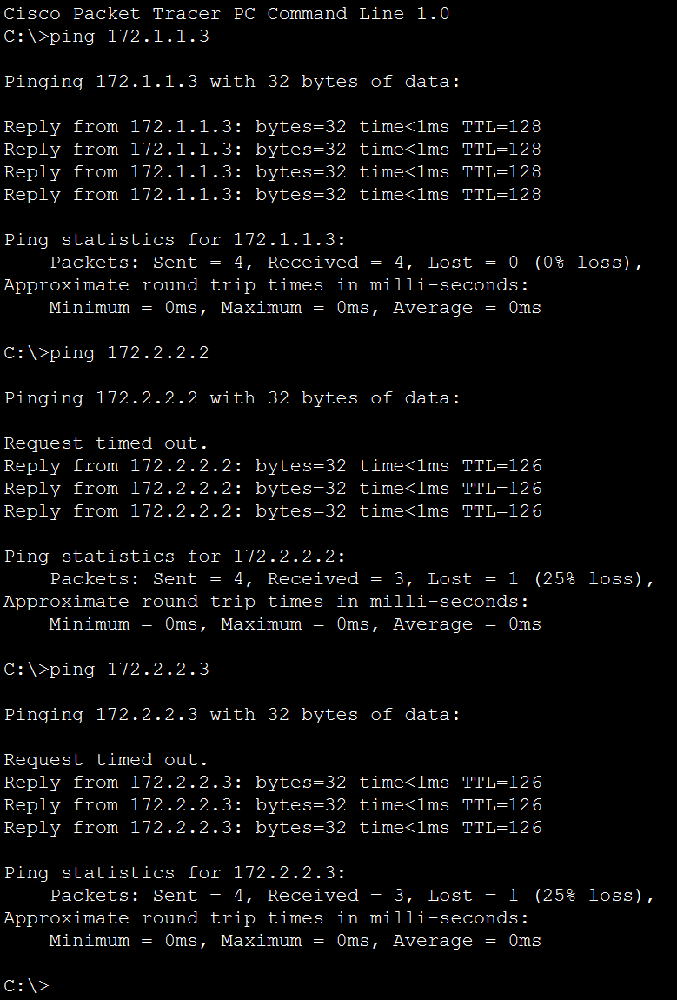 Cisco Packet Tracer PC Command Line 1.0
C:\>ping 172.1.1.3
Pinging 172.1.1.3 with 32 bytes of data:
Reply from 172.1.1.3: bytes=32 time<1ms TTL=128
Reply from 172.1.1.3: bytes=32 time<1ms TTL=128
Reply from 172.1.1.3: bytes=32 time<1ms TTL=128
Reply from 172.1.1.3: bytes=32 time<1ms TTL=128
Ping statistics for 172.1.1.3:
    Packets: Sent = 4, Received = 4, Lost = 0 (0% loss),
Approximate round trip times in milli-seconds:
    Minimum = 0ms, Maximum = 0ms, Average = 0ms
C:\>ping 172.2.2.2
Pinging 172.2.2.2 with 32 bytes of data:
Request timed out.
Reply from 172.2.2.2: bytes=32 time<1ms TTL=126
Reply from 172.2.2.2: bytes=32 time<1ms TTL=126
Reply from 172.2.2.2: bytes=32 time<1ms TTL=126
Ping statistics for 172.2.2.2:
    Packets: Sent = 4, Received = 3, Lost = 1 (25% loss),
Approximate round trip times in milli-seconds:
    Minimum = 0ms, Maximum = 0ms, Average = 0ms
C:\>ping 172.2.2.3
Pinging 172.2.2.3 with 32 bytes of data:
Request timed out.
Reply from 172.2.2.3: bytes=32 time<1ms TTL=126
Reply from 172.2.2.3: bytes=32 time<1ms TTL=126
Reply from 172.2.2.3: bytes=32 time<1ms TTL=126
Ping statistics for 172.2.2.3:
    Packets: Sent = 4, Received = 3, Lost = 1 (25% loss),
Approximate round trip times in milli-seconds:
    Minimum = 0ms, Maximum = 0ms, Average = 0ms
C:\>